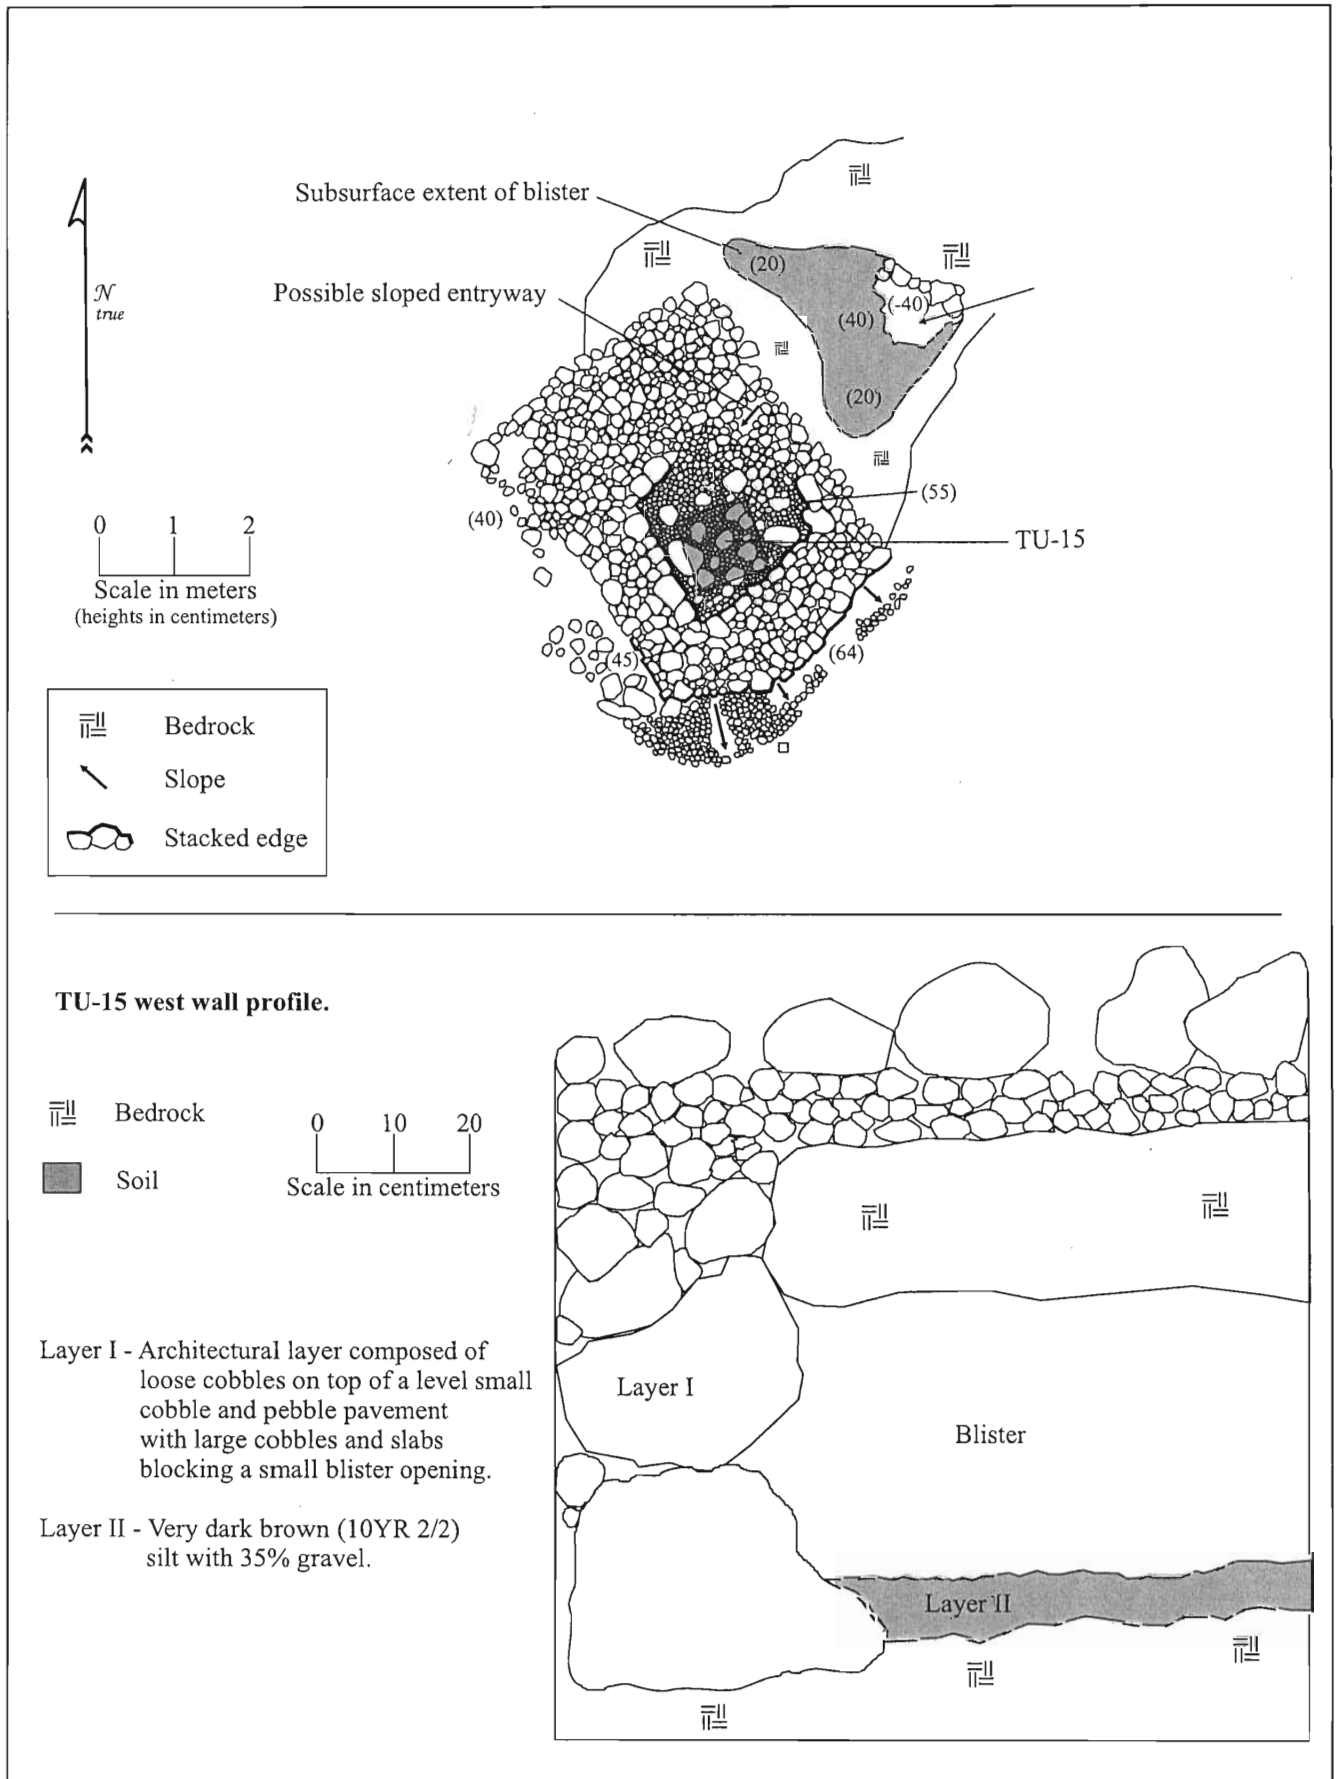 Subsurface extent of blister
(20)
N
true
Possible sloped entryway
(-40)
(40)
(20)
(55)
(40)
TU-15
0 1 2
Scale in meters
(heights in centimeters)
(45)
(64)
Bedrock
Slope
Stacked edge
TU-15 west wall profile.
Bedrock
0 10 20
Soil
Scale in centimeters
Layer I - Architectural layer composed of
loose cobbles on top of a level small
cobble and pebble pavement
with large cobbles and slabs
blocking a small blister opening.
Layer II - Very dark brown (10YR 2/2)
silt with 35% gravel.
Layer I
Blister
Layer II